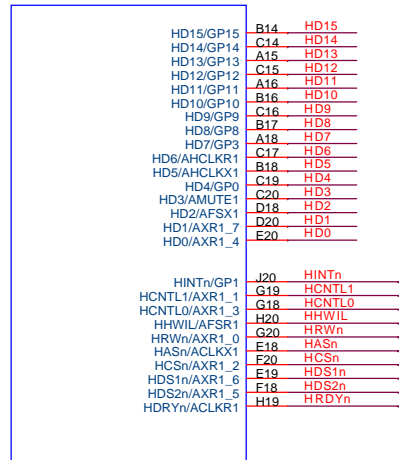 HD15/GP15 B14 HD15
HD14/GP14 C14 HD14
HD13/GP13 A15 HD13
HD12/GP12 C15 HD12
HD11/GP11 A16 HD11
HD10/GP10 B16 HD10
HD9/GP9 C16 HD9
HD8/GP8 B17 HD8
HD7/GP3 A18 HD7
HD6/AHCLKR1 C17 HD6
HD5/AHCLKX1 B18 HD5
HD4/GP0 C19 HD4
HD3/AMUTE1 C20 HD3
HD2/AFSX1 D18 HD2
HD1/AXR1_7 D20 HD1
HD0/AXR1_4 E20 HD0
HINTn/GP1 J20 HINTn
HCNTL1/AXR1_1 G19 HCNTL1
HCNTL0/AXR1_3 G18 HCNTL0
HHWIL/AFSR1 H20 HHWIL
HRWn/AXR1_0 G20 HRWn
HASn/ACLKX1 E18 HASn
HCSn/AXR1_2 F20 HCSn
HDS1n/AXR1_6 E19 HDS1n
HDS2n/AXR1_5 F18 HDS2n
HDRYn/ACLKR1 H19 HRDYn